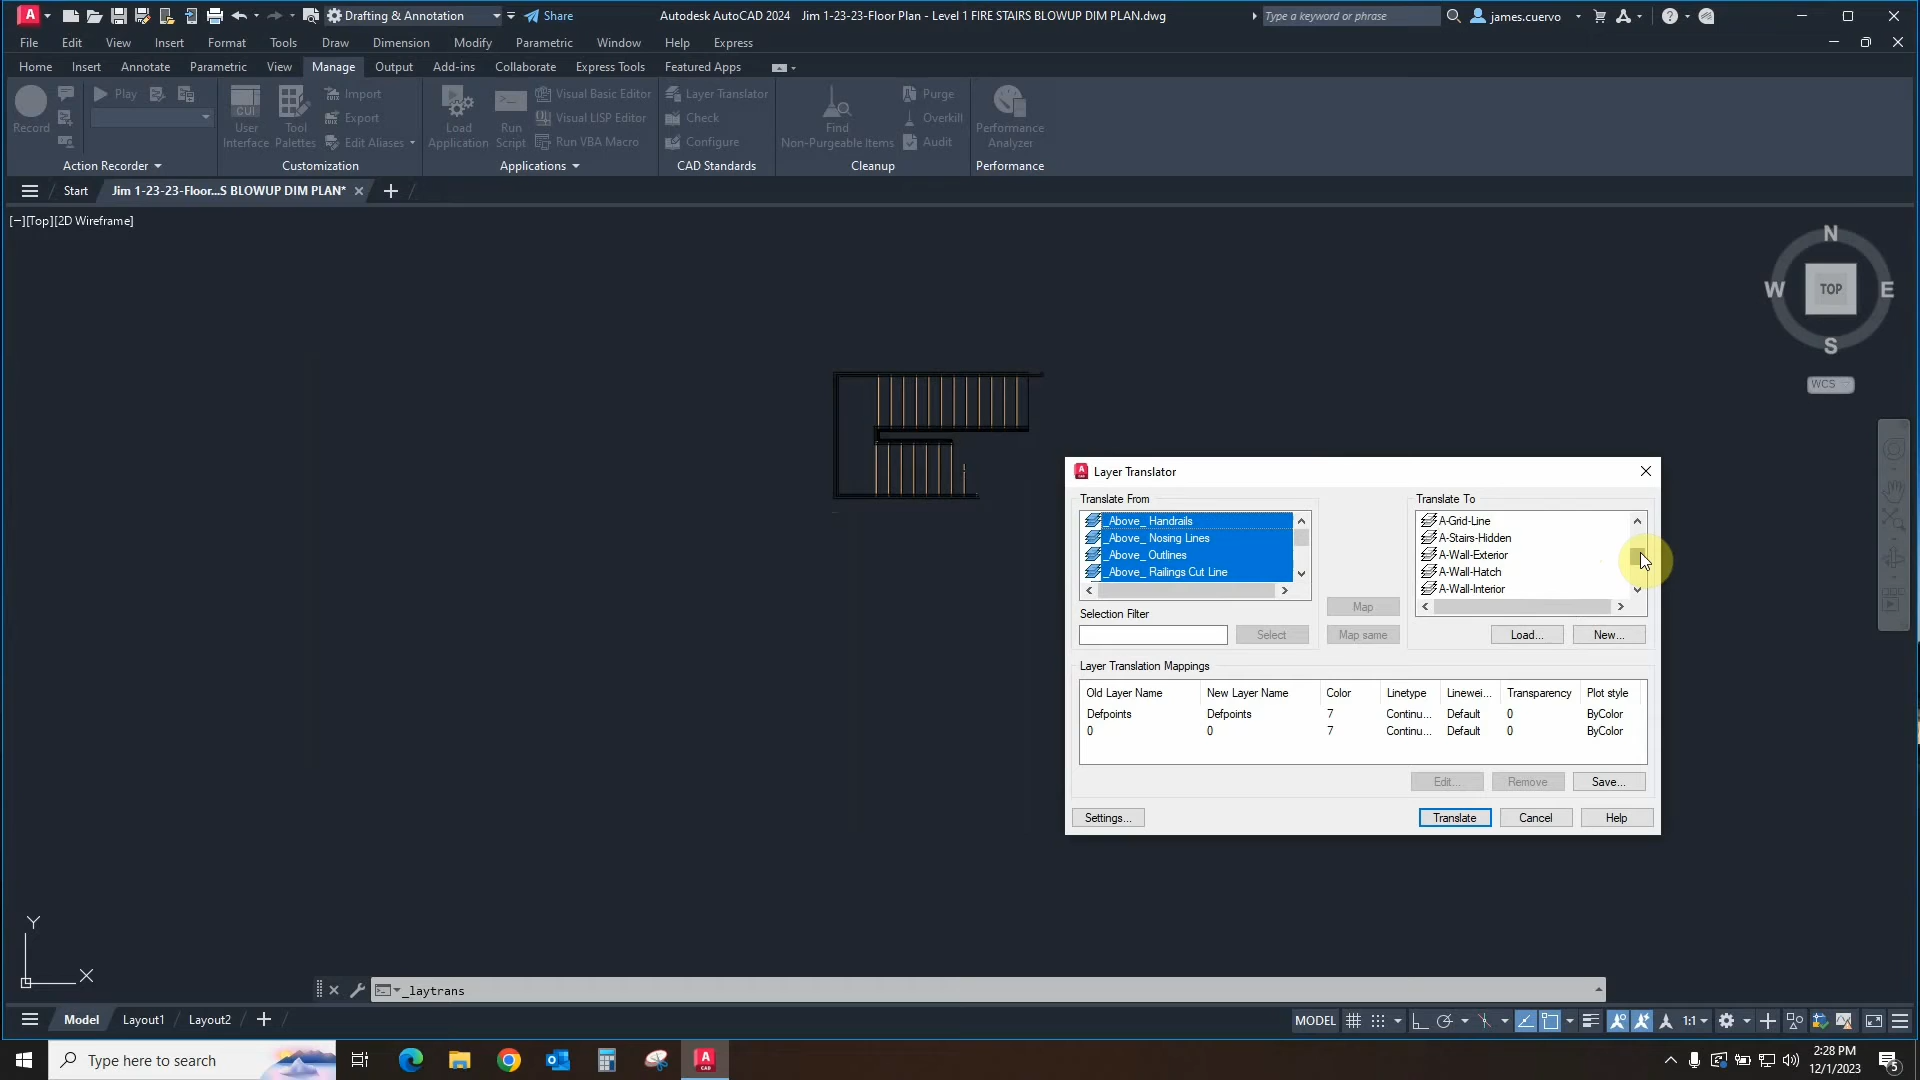 Drafting & Annotation
Share
Autodesk AutoCAD 2024 Jim 1-23-23-Floor Plan - Level 1 FIRE STAIRS BLOWUP DIM PLAN.dwg
Type a keyword or phrase
james.cuervo
File Edit View Insert Format Tools Draw Dimension Modify Parametric Window Help Express
Home Insert Annotate Parametric View Manage Output Add-ins Collaborate Express Tools Featured Apps
Record
Play
CUI
User Interface
Tool Palettes
Import
Export
Edit Aliases
Load Application
Run Script
Visual Basic Editor
Visual LISP Editor
Run VBA Macro
Layer Translator
Check
Configure
Find Non-Purgeable Items
Purge
Overkill
Audit
Performance Analyzer
Action Recorder
Customization
Applications
CAD Standards
Cleanup
Performance
Start
Jim 1-23-23-Floor...S BLOWUP DIM PLAN*
[−][Top][2D Wireframe]
N
W
TOP
E
S
WCS
Layer Translator
Translate From
_Above_ Handrails
_Above_ Nosing Lines
_Above_ Outlines
_Above_ Railings Cut Line
Selection Filter
Select
Map
Map same
Translate To
A-Grid-Line
A-Stairs-Hidden
A-Wall-Exterior
A-Wall-Hatch
A-Wall-Interior
Load...
New...
Layer Translation Mappings
Old Layer Name New Layer Name Color Linetype Linewei... Transparency Plot style
Defpoints Defpoints 7 Continu... Default 0 ByColor
0 0 7 Continu... Default 0 ByColor
Edit...
Remove
Save...
Settings...
Translate
Cancel
Help
Y
X
_laytrans
Model
Layout1
Layout2
MODEL
1:1
Type here to search
2:28 PM
12/1/2023
5